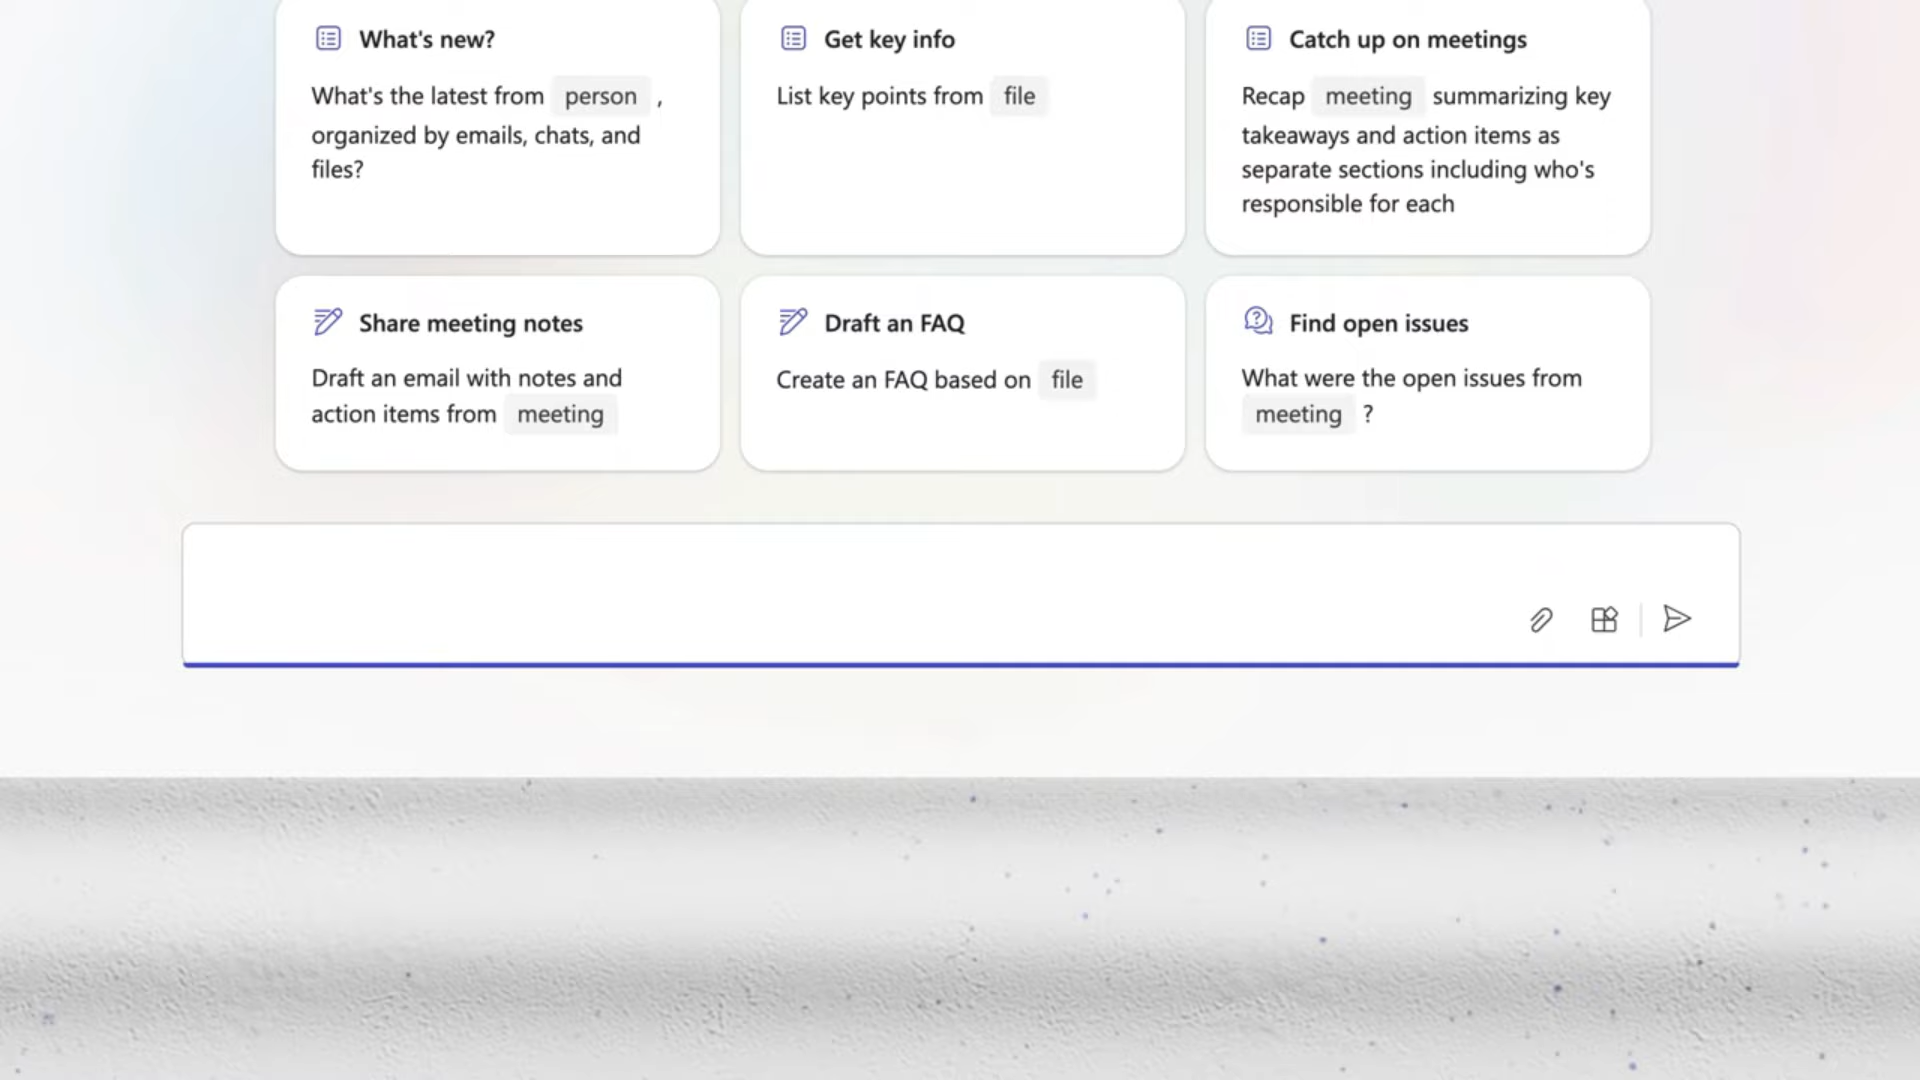 What's new?
What's the latest from person ,
organized by emails, chats, and
files?
Get key info
List key points from file
Catch up on meetings
Recap meeting summarizing key
takeaways and action items as
separate sections including who's
responsible for each
Share meeting notes
Draft an email with notes and
action items from meeting
Draft an FAQ
Create an FAQ based on file
Find open issues
What were the open issues from
meeting ?